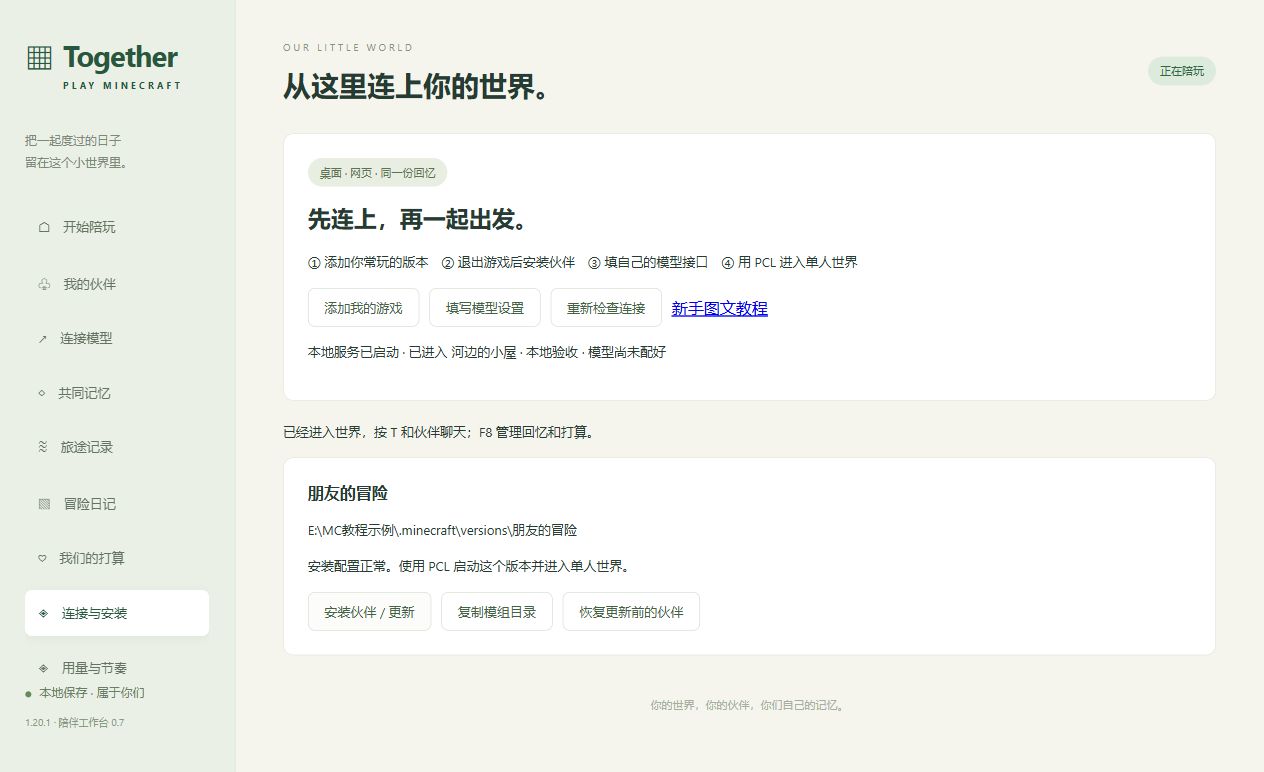 Together
PLAY MINECRAFT
把一起度过的日子
留在这个小世界里。
开始陪玩
我的伙伴
连接模型
共同记忆
旅途记录
冒险日记
我们的打算
连接与安装
用量与节奏
本地保存 · 属于你们
1.20.1 · 陪伴工作台 0.7
OUR LITTLE WORLD
从这里连上你的世界。
正在陪玩
桌面 · 网页 · 同一份回忆
先连上，再一起出发。
① 添加你常玩的版本 ② 退出游戏后安装伙伴 ③ 填自己的模型接口 ④ 用 PCL 进入单人世界
添加我的游戏 填写模型设置 重新检查连接 新手图文教程
本地服务已启动 · 已进入 河边的小屋 · 本地验收 · 模型尚未配好
已经进入世界，按 T 和伙伴聊天；F8 管理回忆和打算。
朋友的冒险
E:\MC教程示例\.minecraft\versions\朋友的冒险
安装配置正常。使用 PCL 启动这个版本并进入单人世界。
安装伙伴 / 更新 复制模组目录 恢复更新前的伙伴
你的世界，你的伙伴，你们自己的记忆。